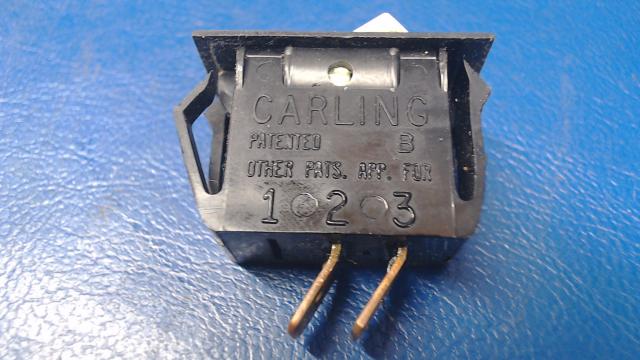 CARLING
PATENTED B
OTHER PATS. APP. FOR
1 2 3